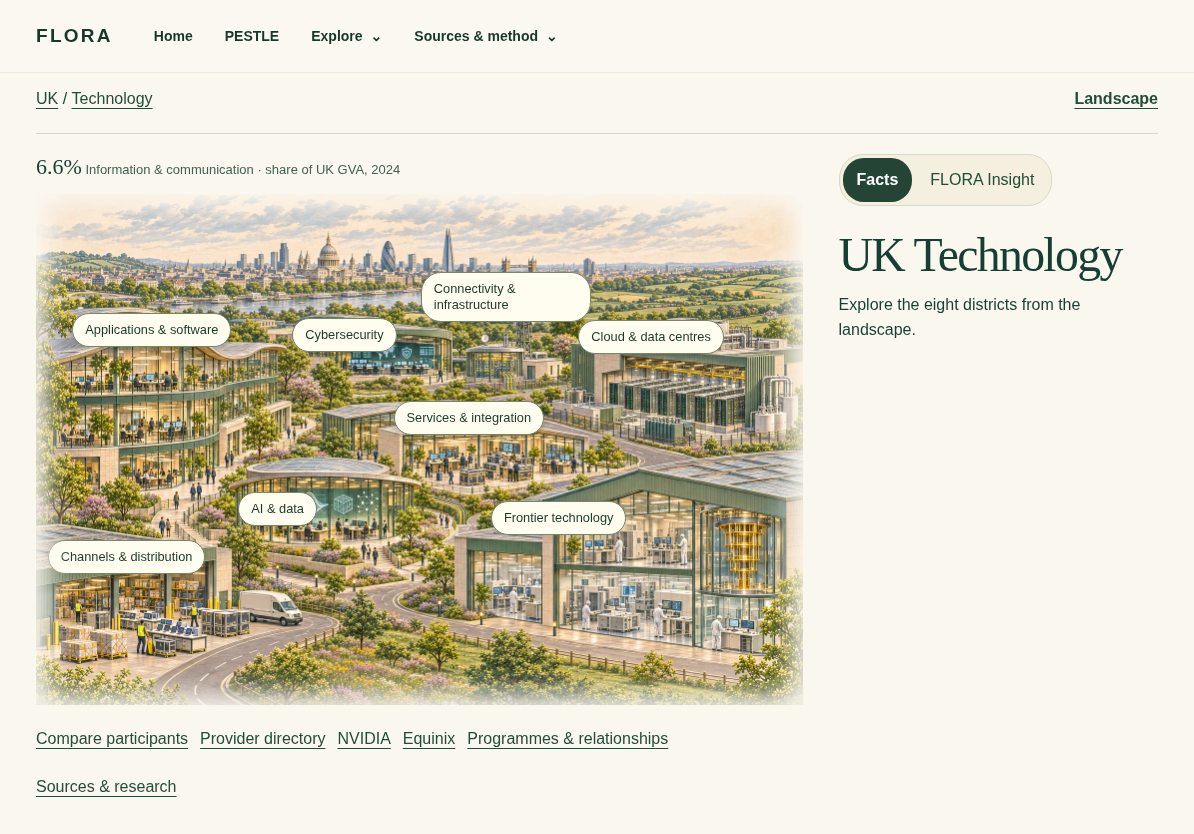 FLORA
Home
PESTLE
Explore
Sources & method
UK / Technology
Landscape
6.6% Information & communication · share of UK GVA, 2024
Facts
FLORA Insight
UK Technology
Explore the eight districts from the
landscape.
Connectivity &
infrastructure
Applications & software
Cybersecurity
Cloud & data centres
Services & integration
AI & data
Frontier technology
Channels & distribution
Compare participants
Provider directory
NVIDIA
Equinix
Programmes & relationships
Sources & research